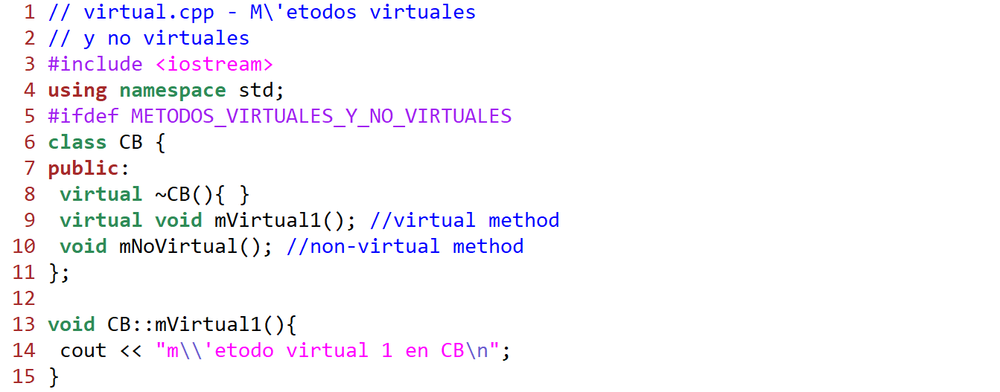 1 // virtual.cpp - M\'etodos virtuales
2 // y no virtuales
3 #include <iostream>
4 using namespace std;
5 #ifdef METODOS_VIRTUALES_Y_NO_VIRTUALES
6 class CB {
7 public:
8  virtual ~CB(){ }
9  virtual void mVirtual1(); //virtual method
10  void mNoVirtual(); //non-virtual method
11 };
12
13 void CB::mVirtual1(){
14  cout << "m\\'etodo virtual 1 en CB\n";
15 }